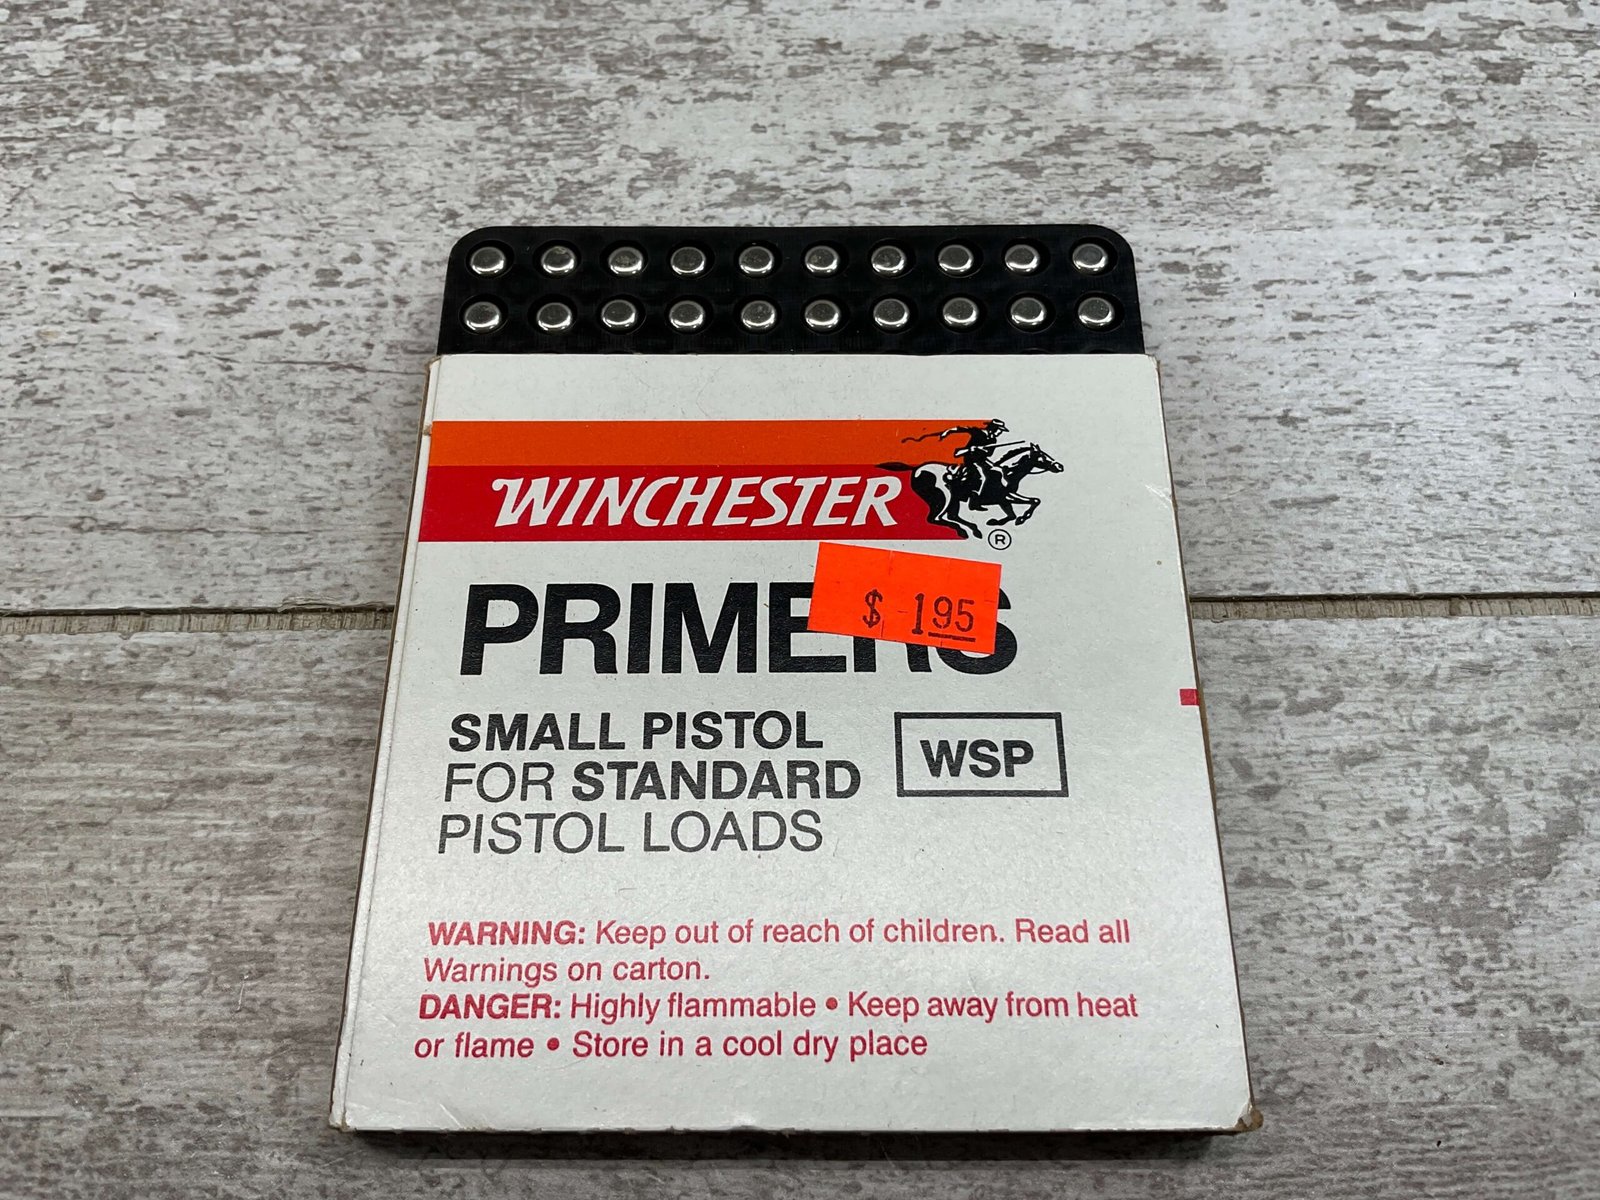 WINCHESTER
®
$ 1.95
PRIMERS
SMALL PISTOL
FOR STANDARD
PISTOL LOADS
WSP
WARNING: Keep out of reach of children. Read all
Warnings on carton.
DANGER: Highly flammable • Keep away from heat
or flame • Store in a cool dry place